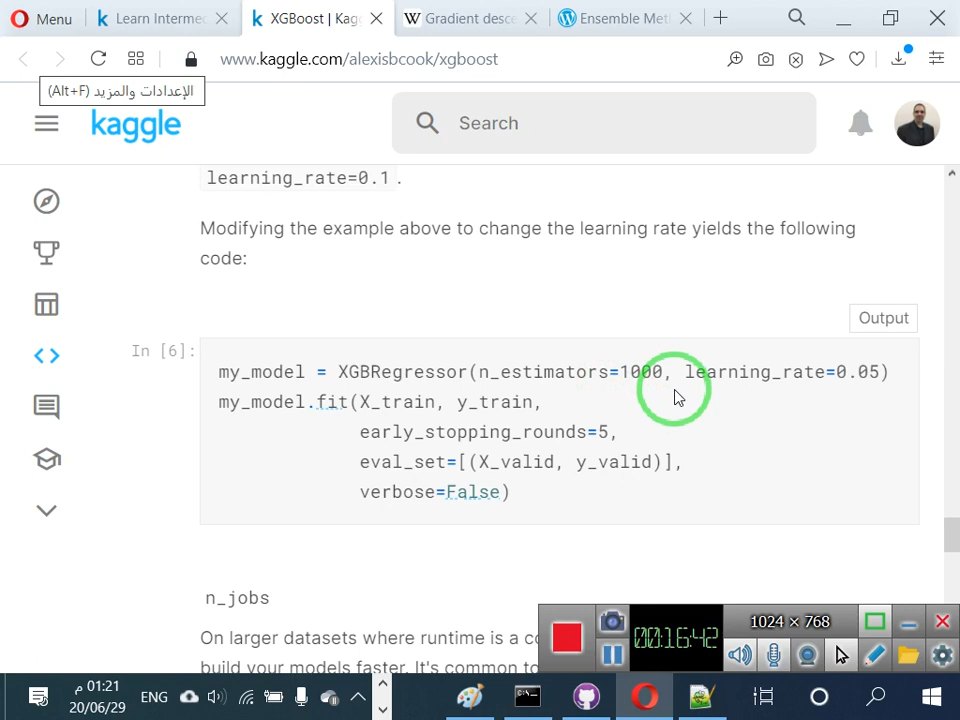 Menu
Learn Interme
XGBoost | Kag
W Gradient desce
Ensemble Met
www.kaggle.com/alexisbcook/xgboost
الإعدادات والمزيد (Alt+F)
kaggle
Search
learning_rate=0.1 .
Modifying the example above to change the learning rate yields the following
code:
Output
In [6]:
my_model = XGBRegressor(n_estimators=1000, learning_rate=0.05)
my_model.fit(X_train, y_train,
early_stopping_rounds=5,
eval_set=[(X_valid, y_valid)],
verbose=False)
n_jobs
On larger datasets where runtime is a co
build your models faster. It's common to
1024 × 768
00:16:42
01:21 م
20/06/29
ENG